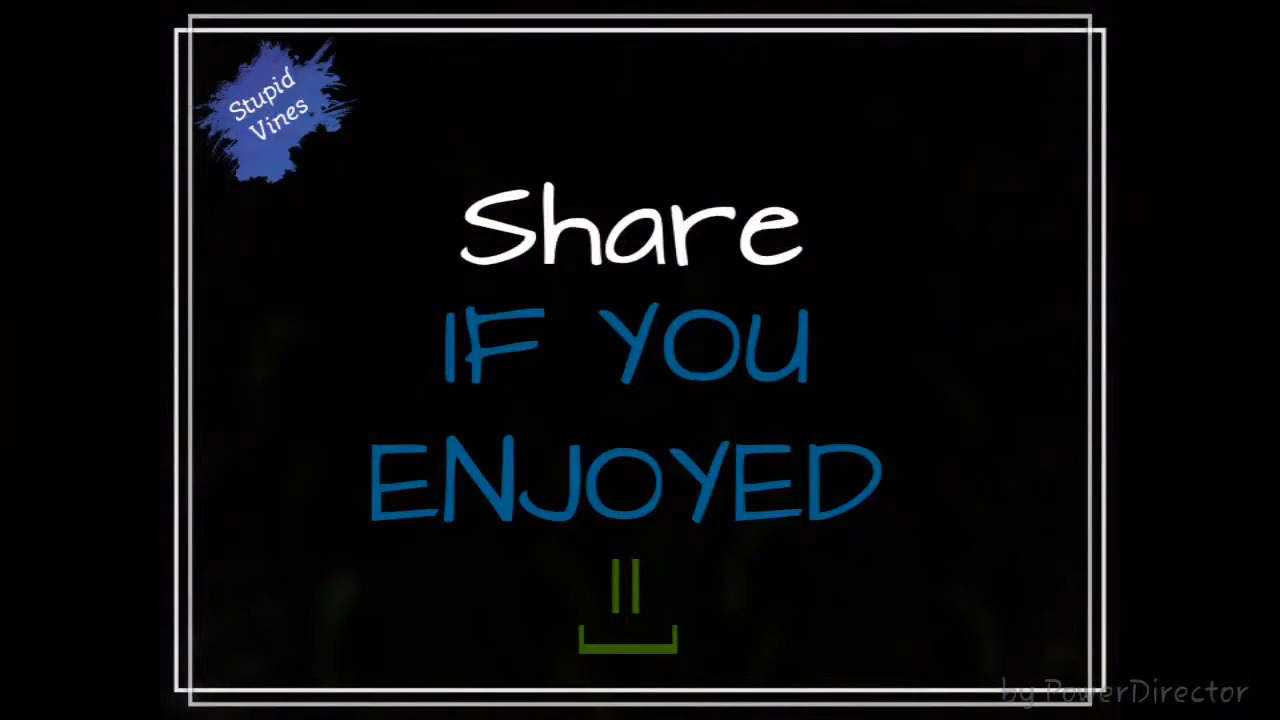 Stupid
Vines
Share
IF YOU
ENJOYED
by PowerDirector